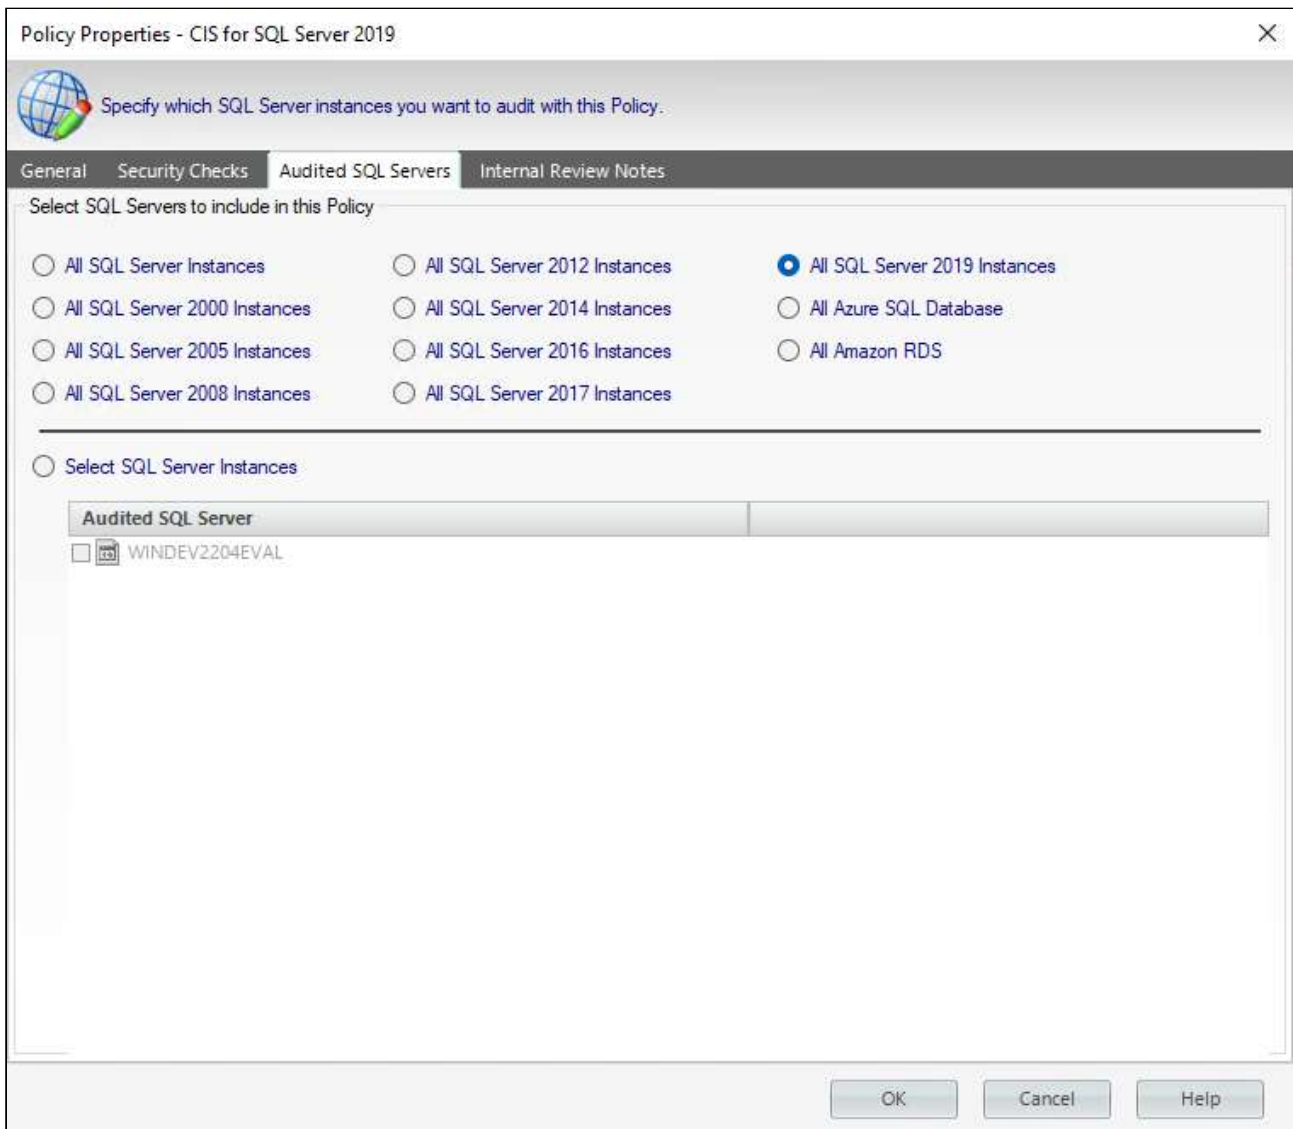 Policy Properties - CIS for SQL Server 2019
Specify which SQL Server instances you want to audit with this Policy.
General Security Checks Audited SQL Servers Internal Review Notes
Select SQL Servers to include in this Policy
All SQL Server Instances All SQL Server 2012 Instances All SQL Server 2019 Instances
All SQL Server 2000 Instances All SQL Server 2014 Instances All Azure SQL Database
All SQL Server 2005 Instances All SQL Server 2016 Instances All Amazon RDS
All SQL Server 2008 Instances All SQL Server 2017 Instances
Select SQL Server Instances
Audited SQL Server
WINDEV2204EVAL
OK Cancel Help